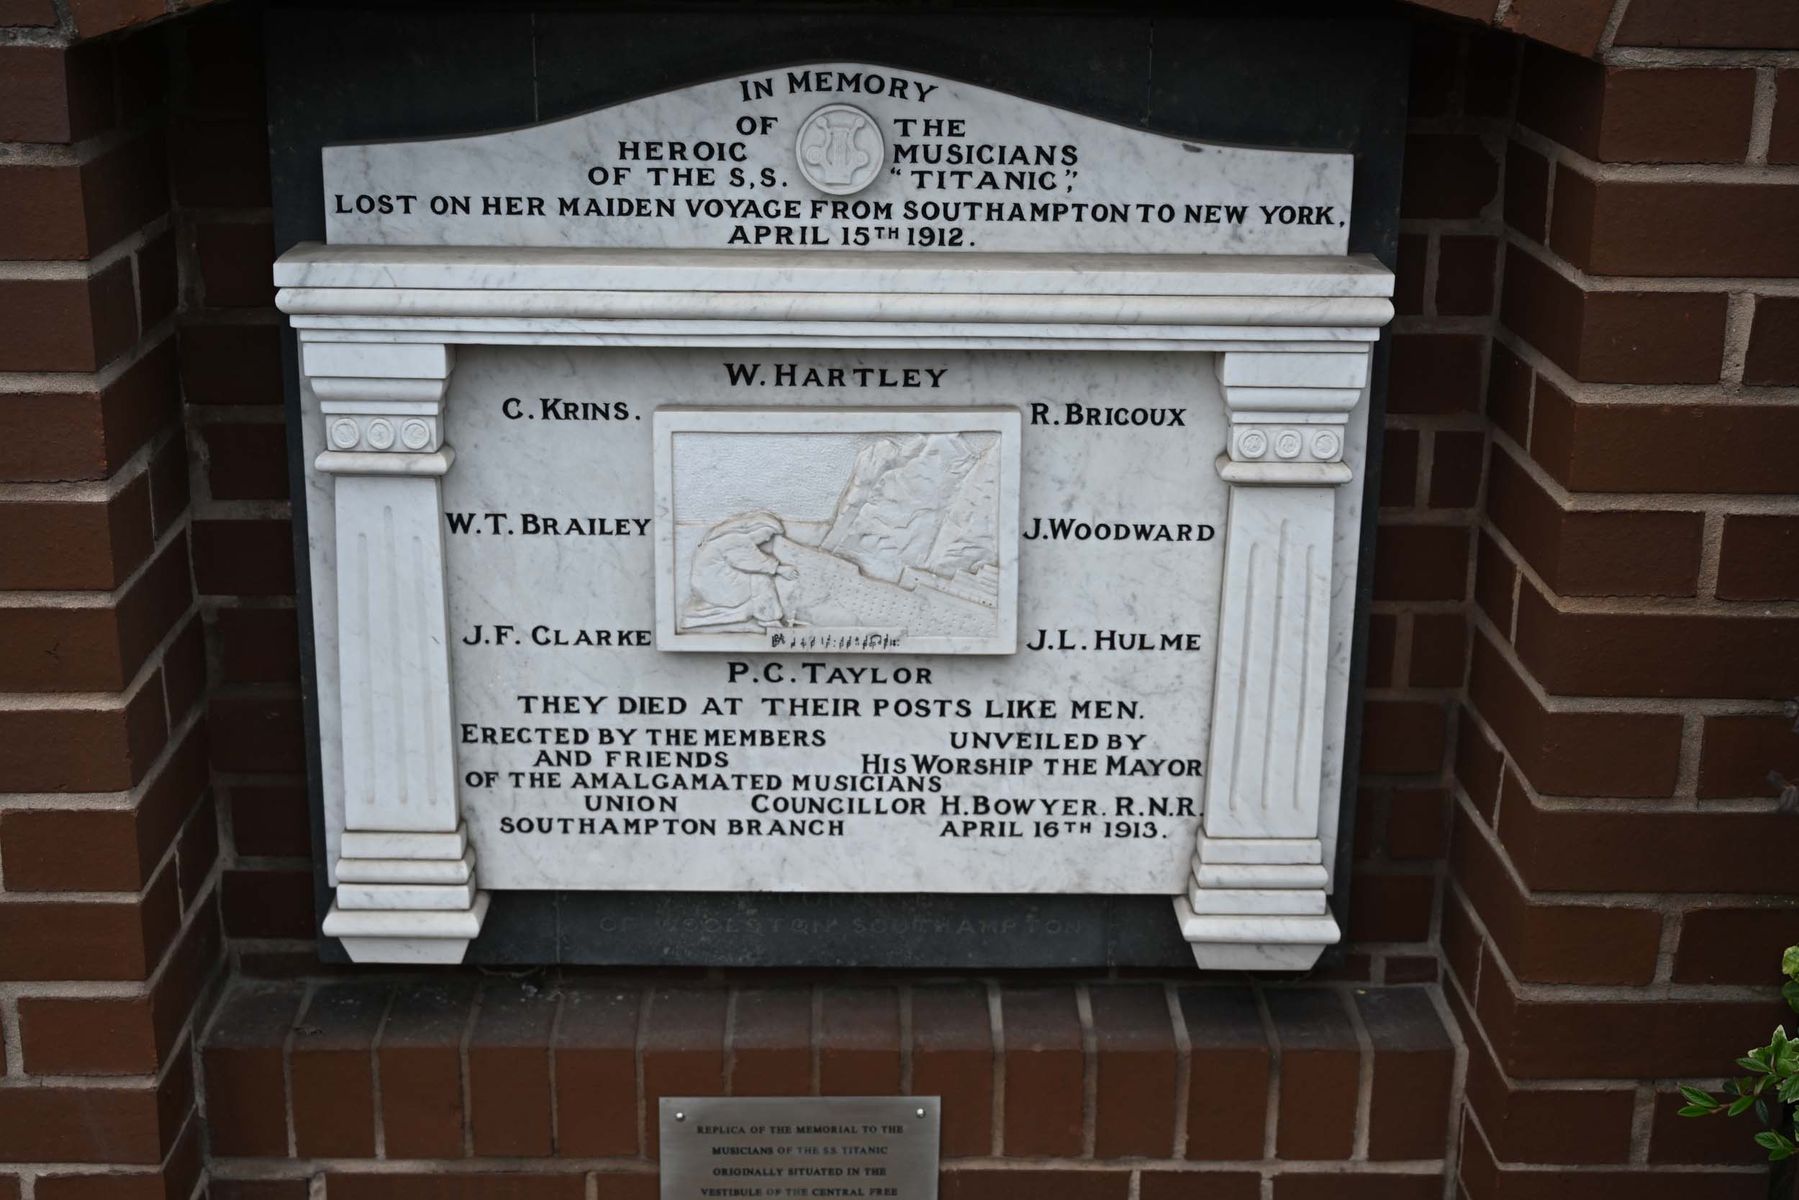 IN MEMORY
OF THE
HEROIC MUSICIANS
OF THE S,S. "TITANIC",
LOST ON HER MAIDEN VOYAGE FROM SOUTHAMPTON TO NEW YORK.
APRIL 15TH 1912.
W. HARTLEY
C. KRINS. R. BRICOUX
W. T. BRAILEY J. WOODWARD
J. F. CLARKE J. L. HULME
P. C. TAYLOR
THEY DIED AT THEIR POSTS LIKE MEN.
ERECTED BY THE MEMBERS
AND FRIENDS
OF THE AMALGAMATED MUSICIANS
UNION
SOUTHAMPTON BRANCH
UNVEILED BY
HIS WORSHIP THE MAYOR
COUNCILLOR H. BOWYER. R.N.R.
APRIL 16TH 1913.
SOUTHAMPTON
REPLICA OF THE MEMORIAL TO THE
MUSICIANS OF THE S.S. TITANIC
ORIGINALLY SITUATED IN THE
VESTIBULE OF THE CENTRAL FREE